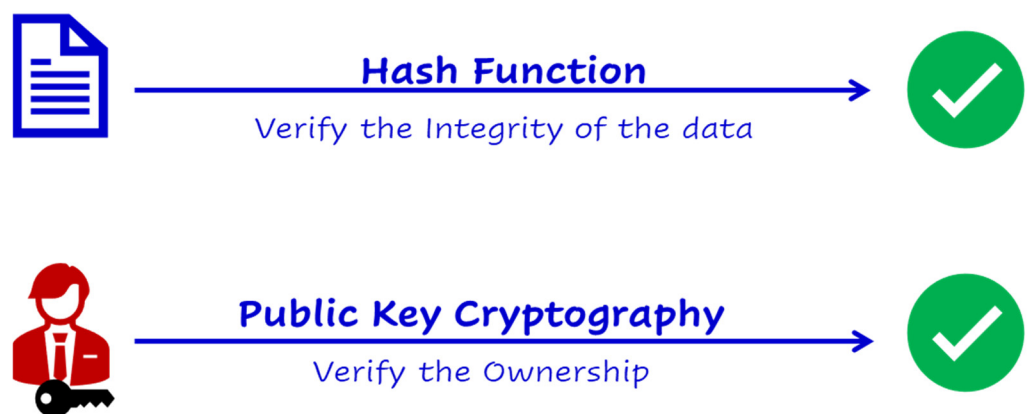 Hash Function
Verify the Integrity of the data
Public Key Cryptography
Verify the Ownership